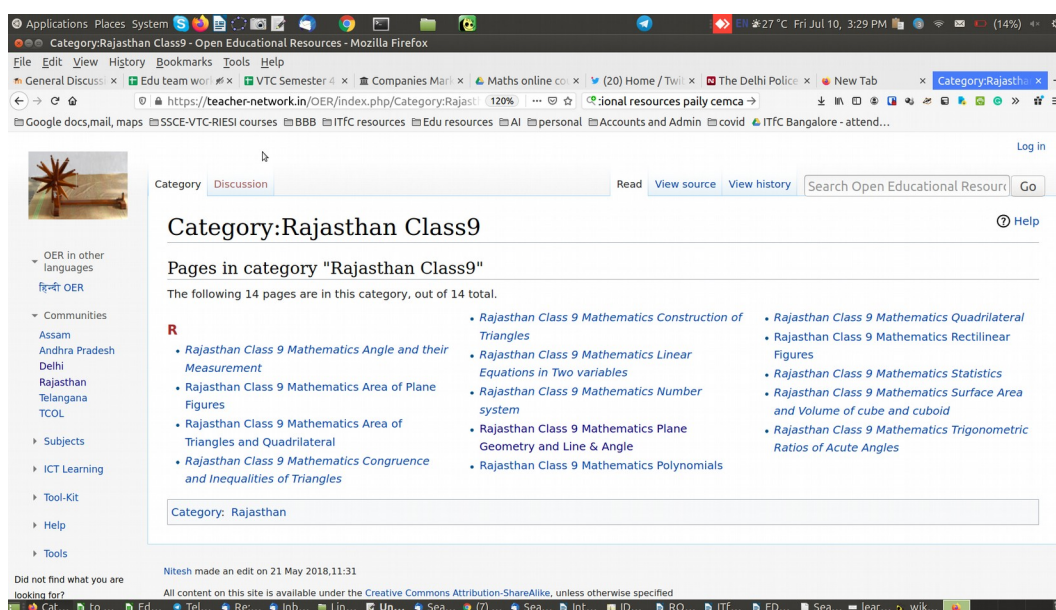 Applications Places System
27 °C Fri Jul 10, 3:29 PM (14%)
Category:Rajasthan Class9 - Open Educational Resources - Mozilla Firefox
File Edit View History Bookmarks Tools Help
General Discussi Edu team worl VTC Semester 4 Companies Mar Maths online co (20) Home / Twi The Delhi Police New Tab Category:Rajastha
https://teacher-network.in/OER/index.php/Category:Rajast 120% :ional resources paily cemca
Google docs,mail, maps SSCE-VTC-RIESI courses BBB ITfC resources Edu resources AI personal Accounts and Admin covid ITfC Bangalore - attend...
Log in
Category Discussion Read View source View history Search Open Educational Resourc Go
Category:Rajasthan Class9
Help
OER in other
languages
हिन्दी OER
Communities
Assam
Andhra Pradesh
Delhi
Rajasthan
Telangana
TCOL
Subjects
ICT Learning
Tool-Kit
Help
Tools
Did not find what you are
looking for?
Pages in category "Rajasthan Class9"
The following 14 pages are in this category, out of 14 total.
R
Rajasthan Class 9 Mathematics Angle and their
Measurement
Rajasthan Class 9 Mathematics Area of Plane
Figures
Rajasthan Class 9 Mathematics Area of
Triangles and Quadrilateral
Rajasthan Class 9 Mathematics Congruence
and Inequalities of Triangles
Rajasthan Class 9 Mathematics Construction of
Triangles
Rajasthan Class 9 Mathematics Linear
Equations in Two variables
Rajasthan Class 9 Mathematics Number
system
Rajasthan Class 9 Mathematics Plane
Geometry and Line & Angle
Rajasthan Class 9 Mathematics Polynomials
Rajasthan Class 9 Mathematics Quadrilateral
Rajasthan Class 9 Mathematics Rectilinear
Figures
Rajasthan Class 9 Mathematics Statistics
Rajasthan Class 9 Mathematics Surface Area
and Volume of cube and cuboid
Rajasthan Class 9 Mathematics Trigonometric
Ratios of Acute Angles
Category: Rajasthan
Nitesh made an edit on 21 May 2018,11:31
All content on this site is available under the Creative Commons Attribution-ShareAlike, unless otherwise specified